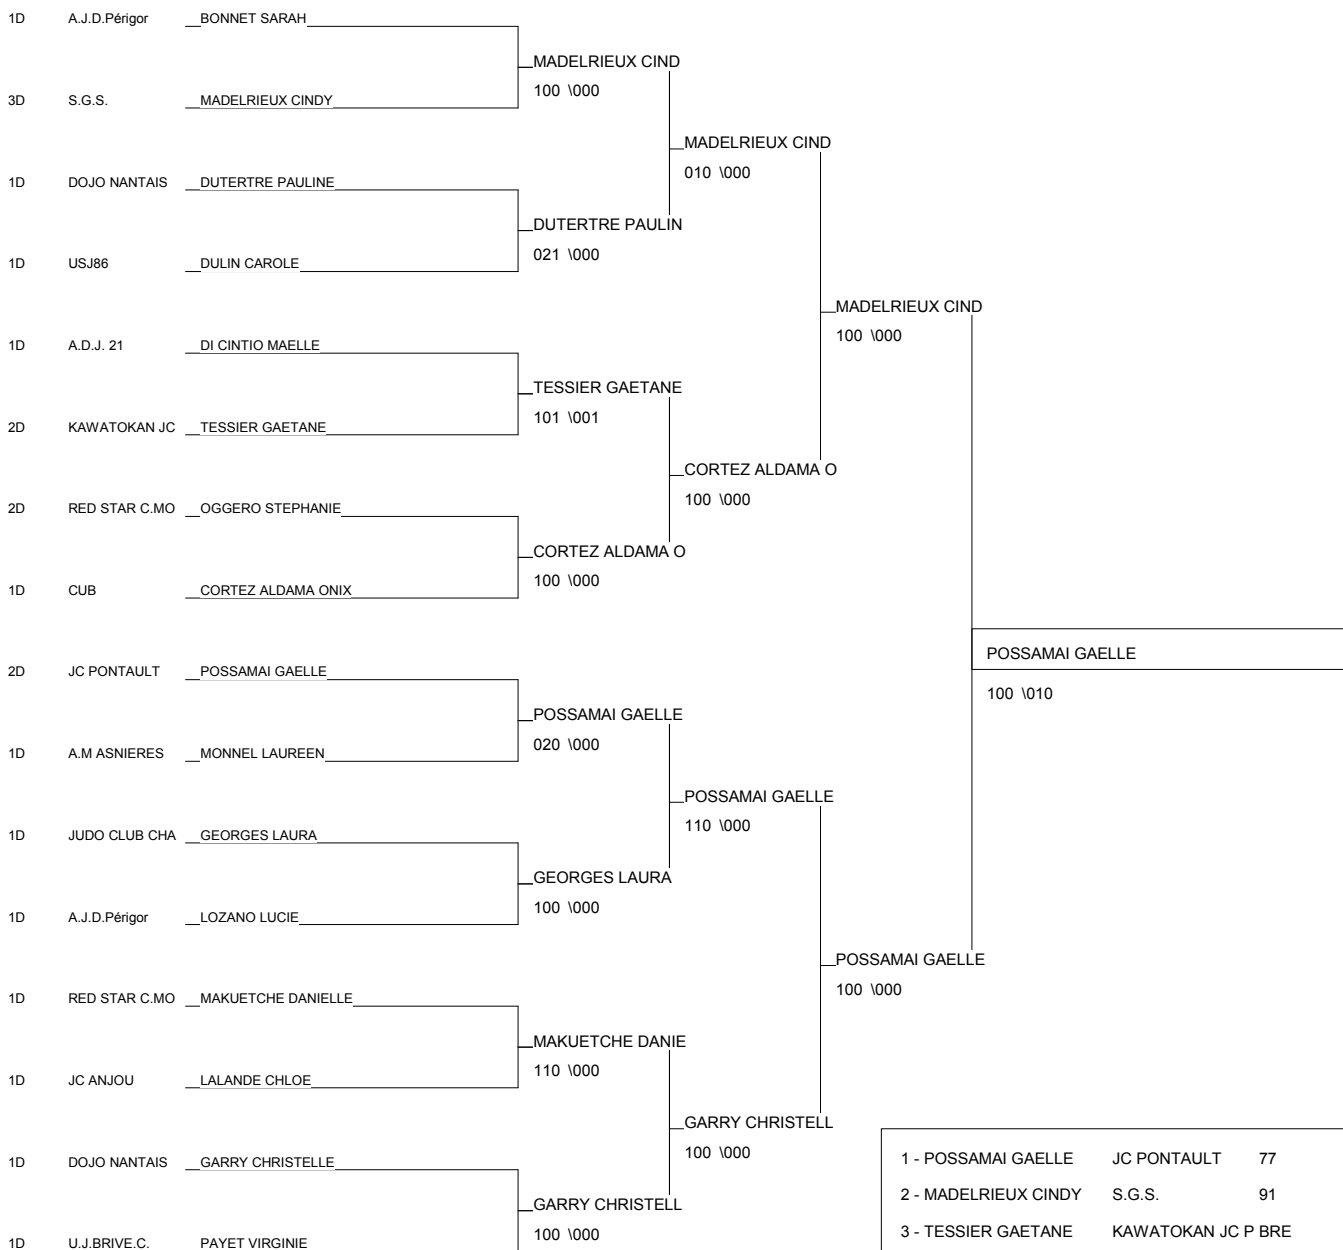 1D A.J.D.Périgor BONNET SARAH
MADELRIEUX CIND
100 \000
3D S.G.S. MADELRIEUX CINDY
MADELRIEUX CIND
010 \000
1D DOJO NANTAIS DUTERTRE PAULINE
DUTERTRE PAULIN
021 \000
1D USJ86 DULIN CAROLE
MADELRIEUX CIND
100 \000
1D A.D.J. 21 DI CINTIO MAELLE
TESSIER GAETANE
101 \001
2D KAWATOKAN JC TESSIER GAETANE
CORTEZ ALDAMA O
100 \000
2D RED STAR C.MO OGGERO STEPHANIE
CORTEZ ALDAMA O
100 \000
1D CUB CORTEZ ALDAMA ONIX
POSSAMAI GAELLE
100 \010
2D JC PONTAULT POSSAMAI GAELLE
POSSAMAI GAELLE
020 \000
1D A.M ASNIERES MONNEL LAUREEN
POSSAMAI GAELLE
110 \000
1D JUDO CLUB CHA GEORGES LAURA
GEORGES LAURA
100 \000
1D A.J.D.Périgor LOZANO LUCIE
POSSAMAI GAELLE
100 \000
1D RED STAR C.MO MAKUETCHE DANIELLE
MAKUETCHE DANIE
110 \000
1D JC ANJOU LALANDE CHLOE
GARRY CHRISTELL
100 \000
1D DOJO NANTAIS GARRY CHRISTELLE
GARRY CHRISTELL
100 \000
1D U.J.BRIVE.C. PAYET VIRGINIE
1 - POSSAMAI GAELLE JC PONTAULT 77
2 - MADELRIEUX CINDY S.G.S. 91
3 - TESSIER GAETANE KAWATOKAN JC P BRE